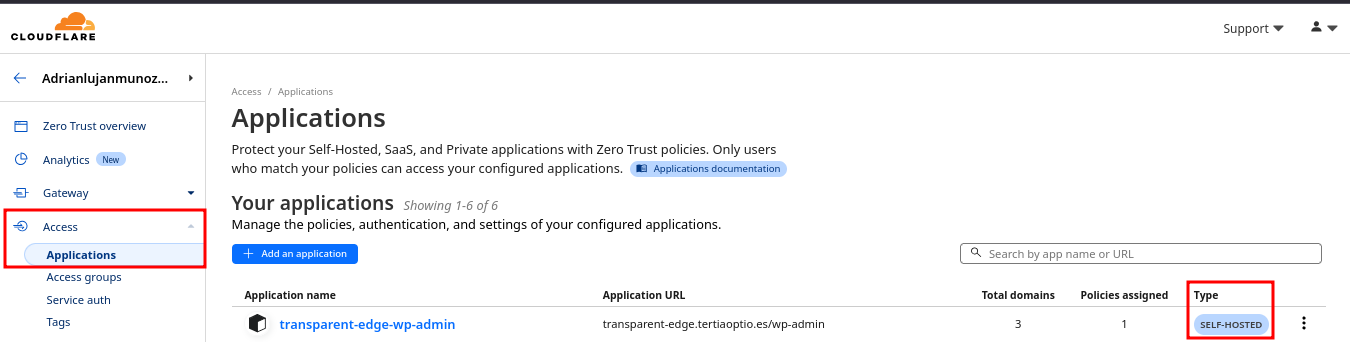 CLOUDFLARE
Support
Adrianlujanmunoz...
Zero Trust overview
Analytics New
Gateway
Access
Applications
Access groups
Service auth
Tags
Access / Applications
Applications
Protect your Self-Hosted, SaaS, and Private applications with Zero Trust policies. Only users
who match your policies can access your configured applications. Applications documentation
Your applications Showing 1-6 of 6
Manage the policies, authentication, and settings of your configured applications.
Add an application
Search by app name or URL
Application name Application URL Total domains Policies assigned Type
transparent-edge-wp-admin transparent-edge.tertiaoptio.es/wp-admin 3 1 SELF-HOSTED